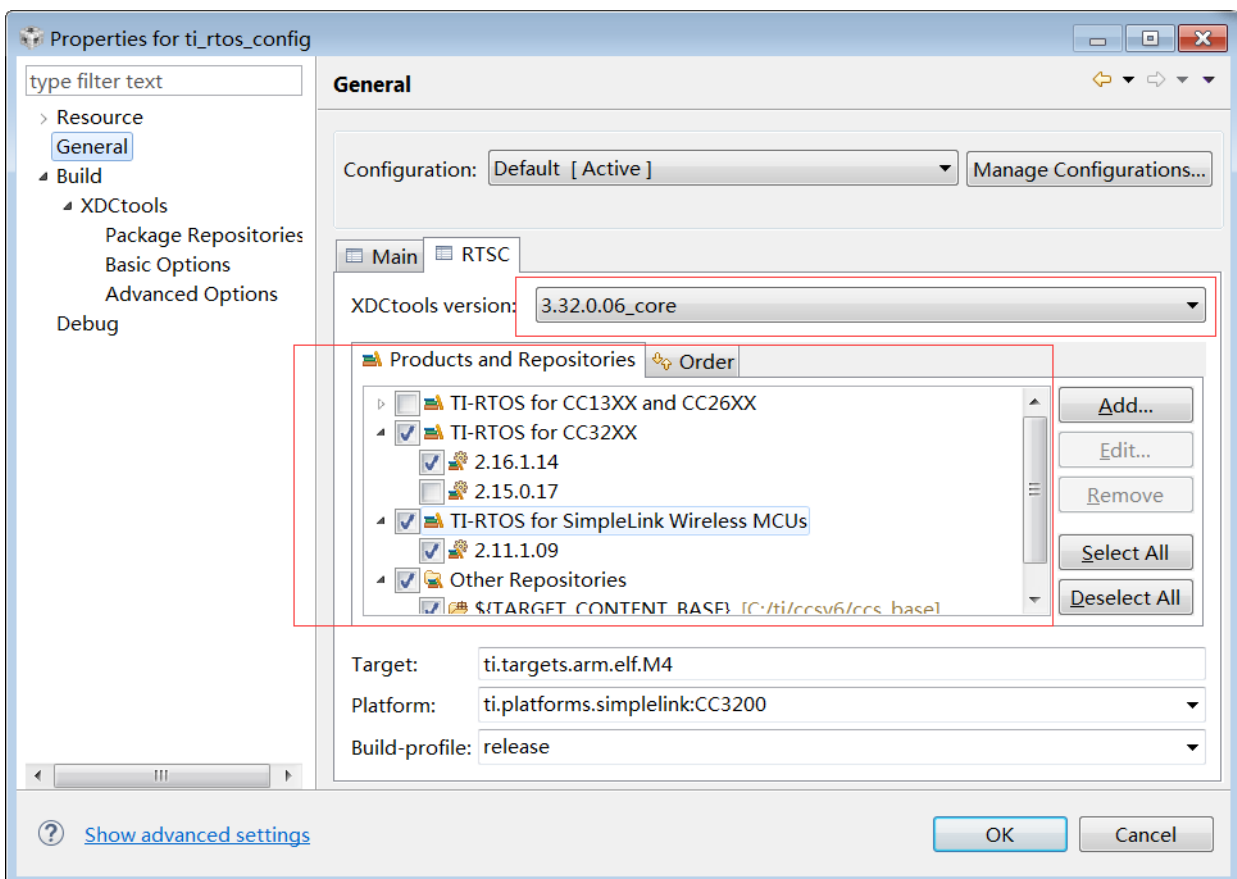 Properties for ti_rtos_config
type filter text
General
Resource
General
Configuration: Default [ Active ] Manage Configurations...
Build
XDCtools
Package Repositories
Basic Options
Advanced Options
Debug
Main RTSC
XDCtools version: 3.32.0.06_core
Products and Repositories Order
TI-RTOS for CC13XX and CC26XX
Add...
TI-RTOS for CC32XX
2.16.1.14
Edit...
2.15.0.17
Remove
TI-RTOS for SimpleLink Wireless MCUs
2.11.1.09
Select All
Other Repositories
${TARGET_CONTENT_BASE} [C:/ti/ccsv6/ccs_base]
Deselect All
Target: ti.targets.arm.elf.M4
Platform: ti.platforms.simplelink:CC3200
Build-profile: release
Show advanced settings
OK Cancel